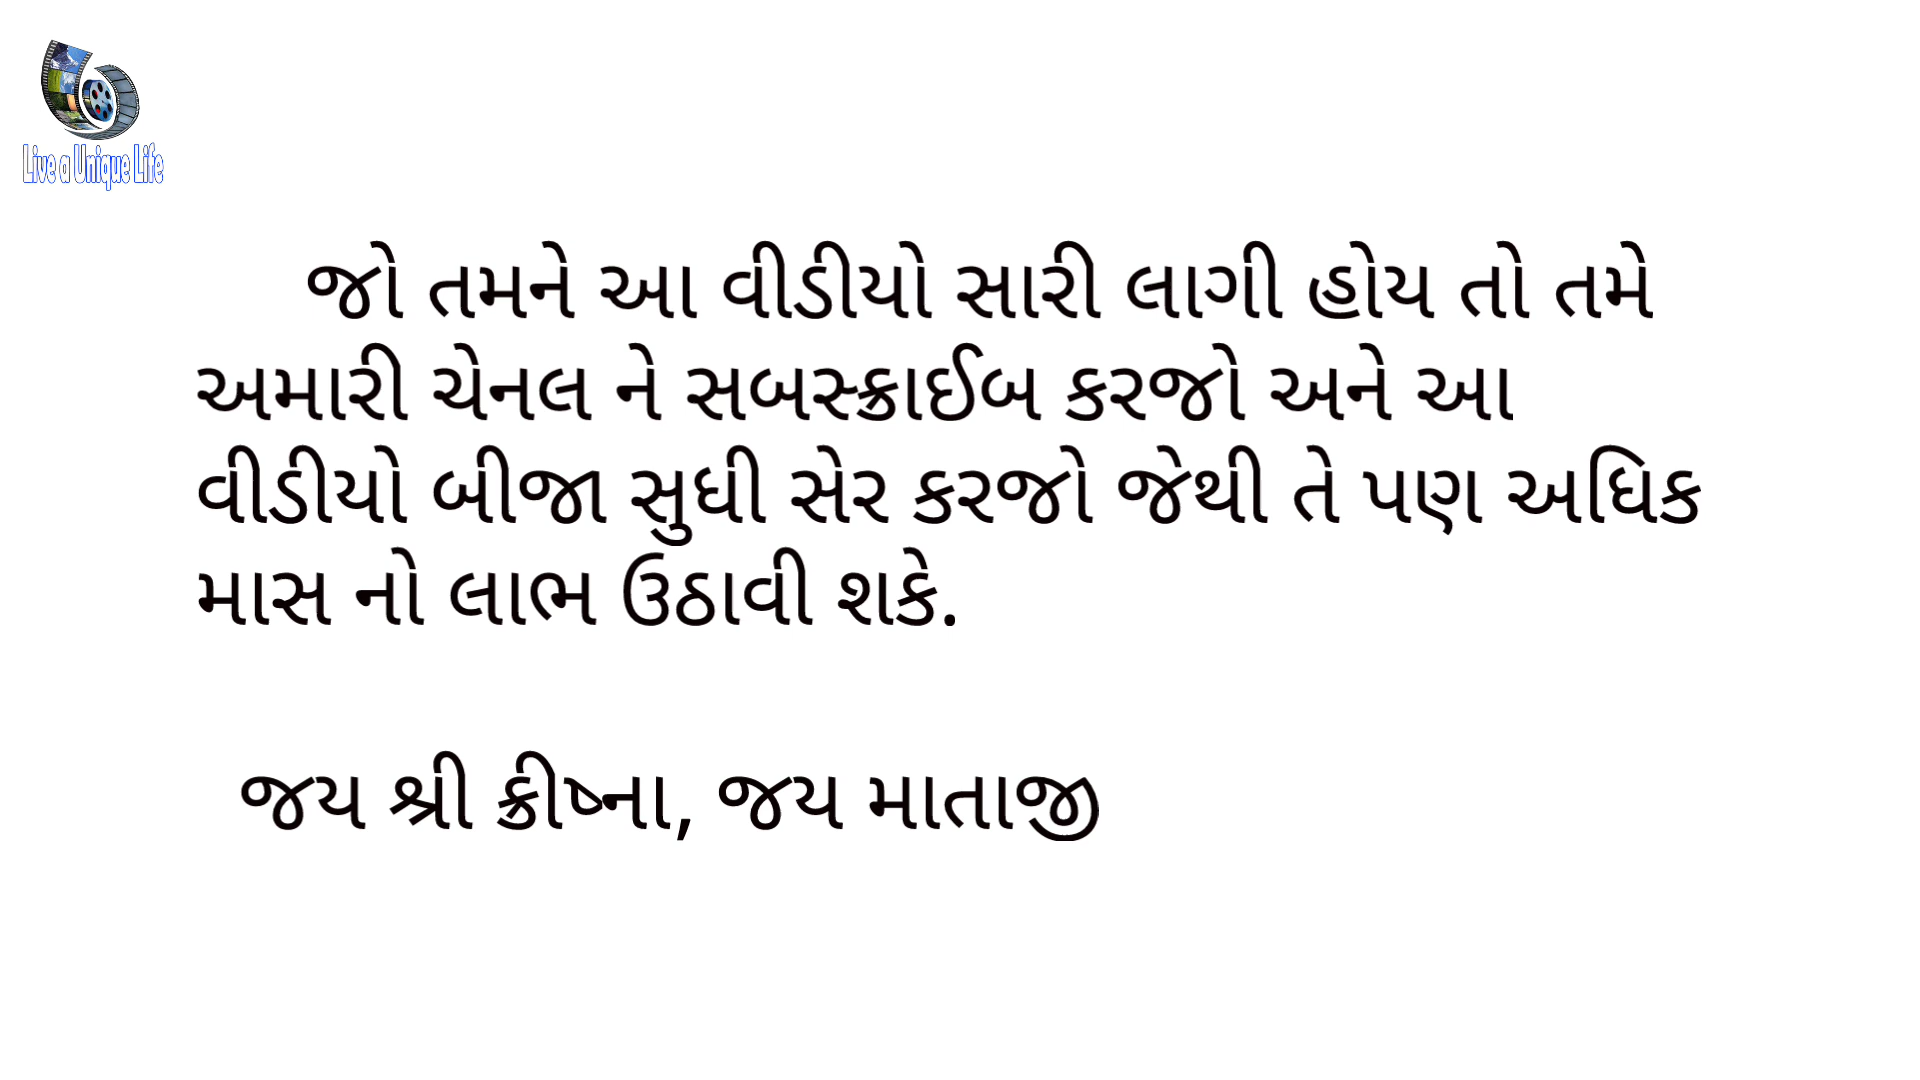 Live a Unique Life
જો તમને આ વીડીયો સારી લાગી હોય તો તમે
અમારી ચેનલ ને સબસ્ક્રાઈબ કરજો અને આ
વીડીયો બીજા સુધી સેર કરજો જેથી તે પણ અધિક
માસ નો લાભ ઉઠાવી શકે.
જય શ્રી ક્રીષ્ના, જય માતાજી